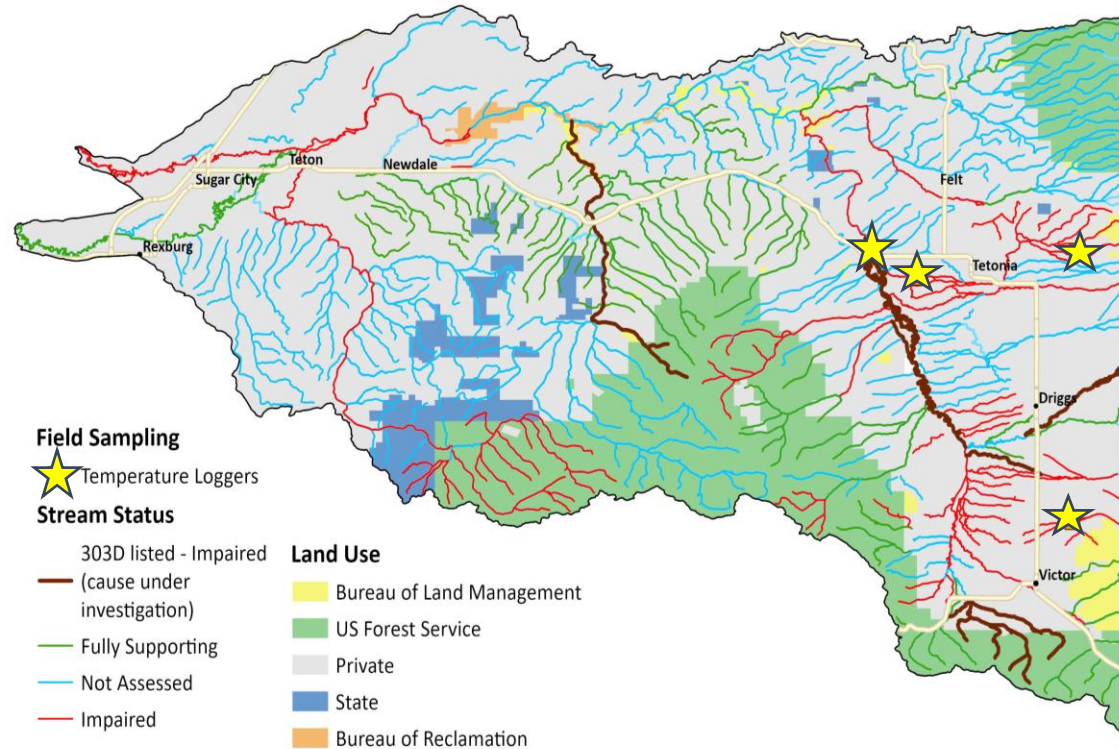 Teton
Newdale
Sugar City
Felt
Rexburg
Tetonia
Driggs
Victor
Field Sampling
Temperature Loggers
Stream Status
303D listed - Impaired
(cause under
investigation)
Fully Supporting
Not Assessed
Impaired
Land Use
Bureau of Land Management
US Forest Service
Private
State
Bureau of Reclamation